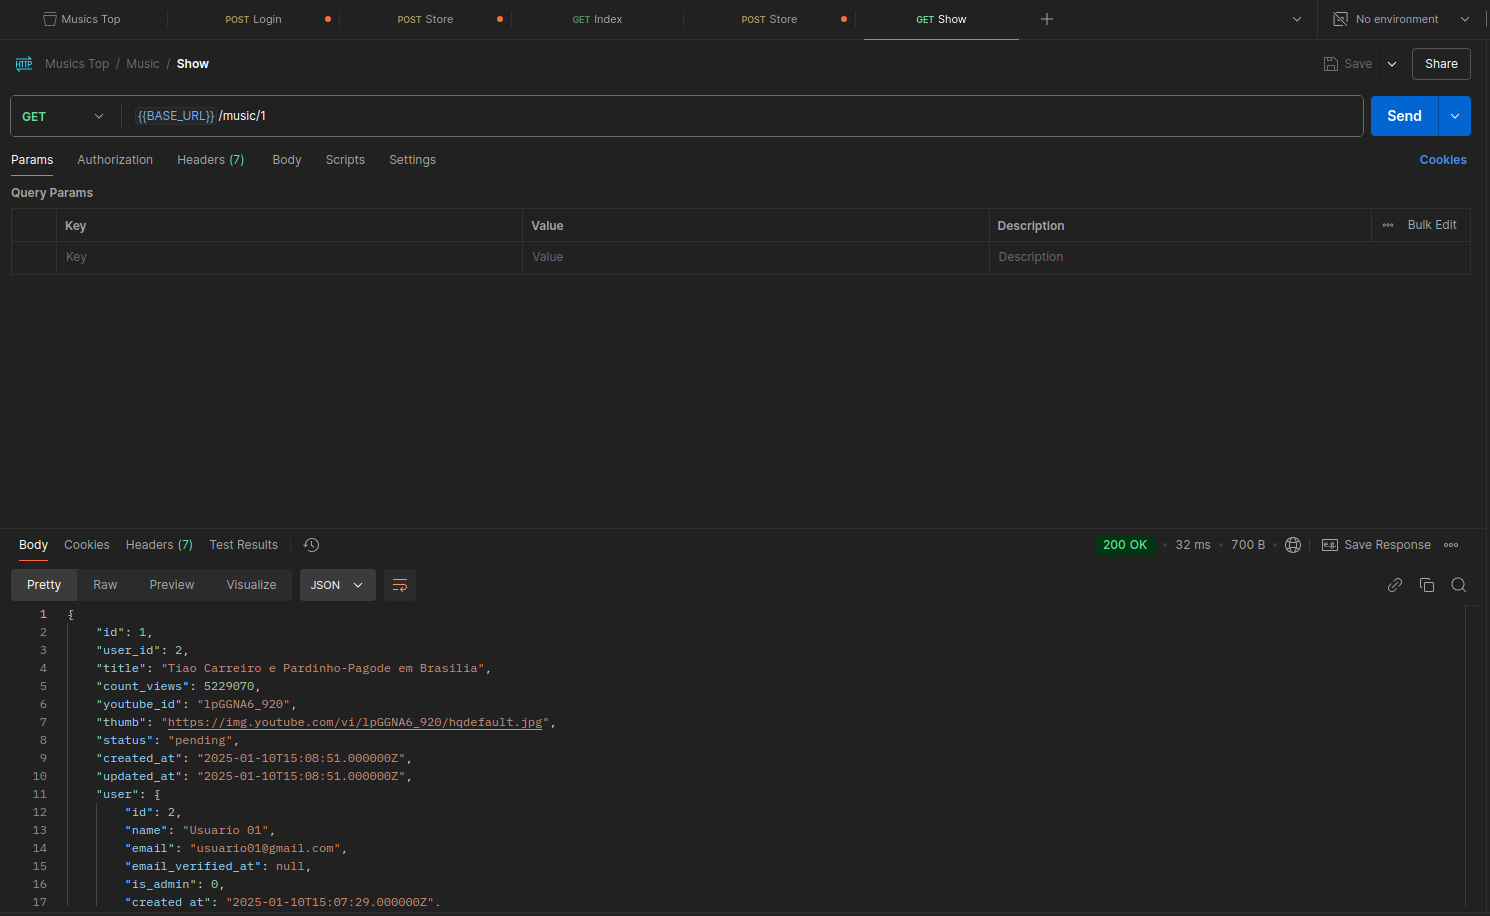 Musics Top
POST Login
POST Store
GET Index
POST Store
GET Show
No environment
HTTP
Musics Top / Music / Show
Save
Share
GET
{{BASE_URL}} /music/1
Send
Params
Authorization
Headers (7)
Body
Scripts
Settings
Cookies
Query Params
Key
Value
Description
Bulk Edit
Key
Value
Description
Body
Cookies
Headers (7)
Test Results
200 OK
32 ms
700 B
e.g.
Save Response
Pretty
Raw
Preview
Visualize
JSON
1 {
2 "id": 1,
3 "user_id": 2,
4 "title": "Tiao Carreiro e Pardinho-Pagode em Brasilia",
5 "count_views": 5229070,
6 "youtube_id": "lpGGNA6_920",
7 "thumb": "https://img.youtube.com/vi/lpGGNA6_920/hqdefault.jpg",
8 "status": "pending",
9 "created_at": "2025-01-10T15:08:51.000000Z",
10 "updated_at": "2025-01-10T15:08:51.000000Z",
11 "user": {
12 "id": 2,
13 "name": "Usuario 01",
14 "email": "usuario01@gmail.com",
15 "email_verified_at": null,
16 "is_admin": 0,
17 "created_at": "2025-01-10T15:07:29.000000Z",